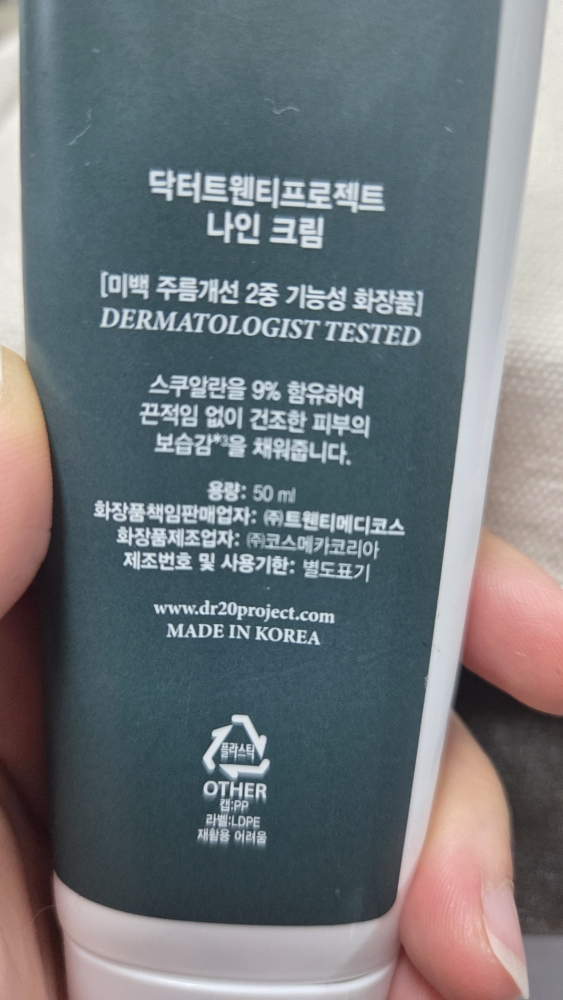 닥터트웬티프로젝트
나인 크림
[미백 주름개선 2중 기능성 화장품]
DERMATOLOGIST TESTED
스쿠알란을 9% 함유하여
끈적임 없이 건조한 피부의
보습감*³을 채워줍니다.
용량: 50 ml
화장품책임판매업자: ㈜트웬티메디코스
화장품제조업자: ㈜코스메카코리아
제조번호 및 사용기한: 별도표기
www.dr20project.com
MADE IN KOREA
플라스틱
OTHER
캡:PP
라벨:LDPE
재활용 어려움